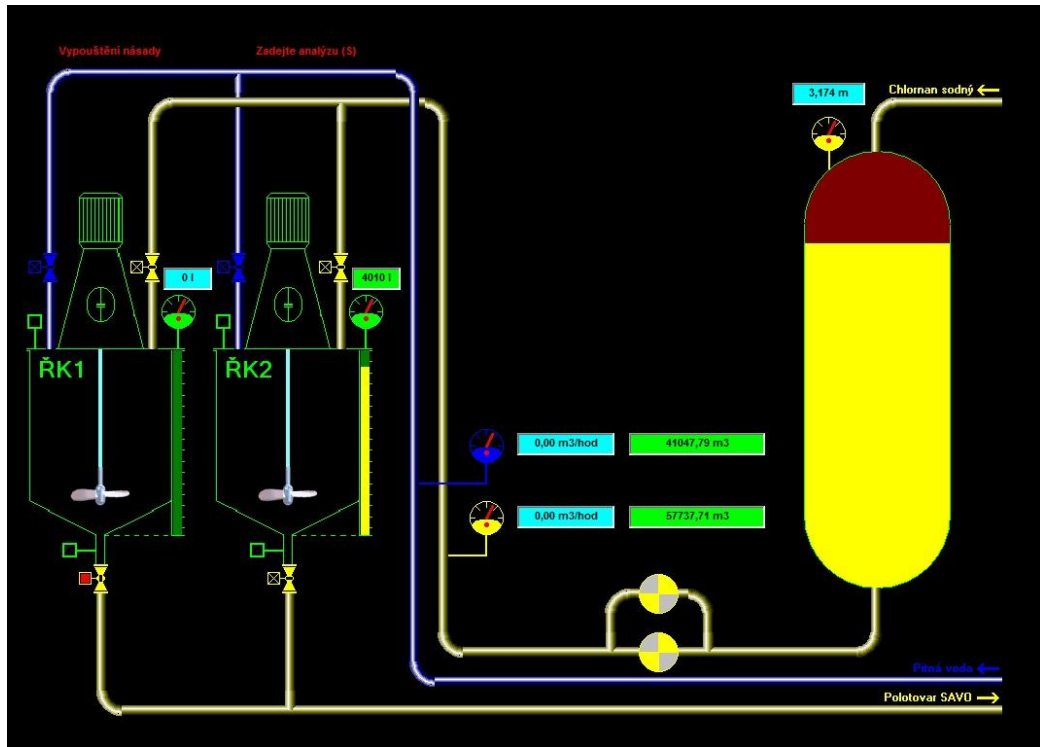 Vypouštění násady
Zadejte analýzu (S)
3,174 m
Chlornan sodný
0 l
4010 l
ŘK1
ŘK2
0,00 m3/hod
41047,79 m3
0,00 m3/hod
57737,71 m3
Pitná voda
Polotovar SAVO